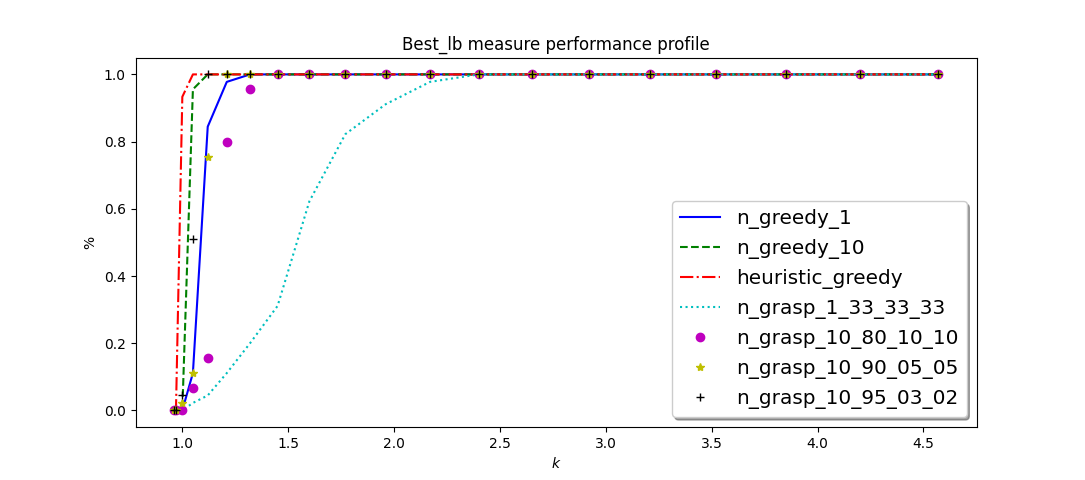 Best_lb measure performance profile
1.0
0.8
0.6
0.4
0.2
0.0
%
1.0 1.5 2.0 2.5 3.0 3.5 4.0 4.5
k
n_greedy_1
n_greedy_10
heuristic_greedy
n_grasp_1_33_33_33
n_grasp_10_80_10_10
n_grasp_10_90_05_05
n_grasp_10_95_03_02